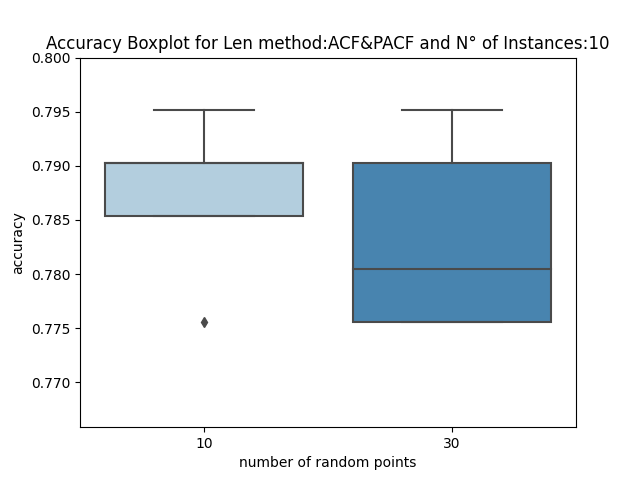 Accuracy Boxplot for Len method:ACF&PACF and N° of Instances:10
0.800
0.795
0.790
0.785
0.780
0.775
0.770
accuracy
10 30
number of random points